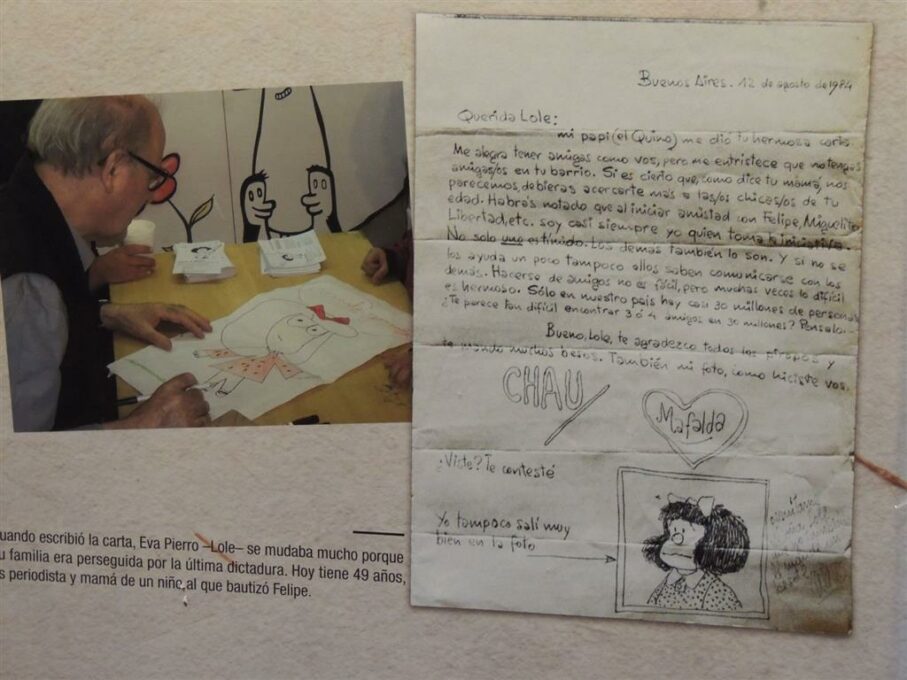 Buenos Aires. 12 de agosto de 1984
Querida Lole:
mi papi (el Quino) me dió tu hermosa carta.
Me alegra tener amigas como vos, pero me entristece que no tengas
amigas/os en tu barrio. Si es cierto que, como dice tu mamá, nos
parecemos, debieras acercarte más a las/os chicas/os de tu
edad. Habrás notado que al iniciar amistad con Felipe, Miguelito,
Libertad, etc. soy casi siempre yo quien toma la iniciativa.
No solo uno es tímido. Los demás también lo son. Y si no se
los ayuda un poco tampoco ellos saben comunicarse con los
demás. Hacerse de amigos no es fácil, pero muchas veces lo difícil
es hermoso. Sólo en nuestro país hay casi 30 millones de personas
¿Te parece tan difícil encontrar 3 ó 4 amigos en 30 millones? Pensalo.
Bueno, Lole, te agradezco todos los piropos y
te mando muchos besos. También mi foto, como hiciste vos.
CHAU
Mafalda
¿Viste? Te contesté
Yo tampoco salí muy
bien en la foto
uando escribió la carta, Eva Pierro –Lole– se mudaba mucho porque
u familia era perseguida por la última dictadura. Hoy tiene 49 años,
s periodista y mamá de un niño al que bautizó Felipe.